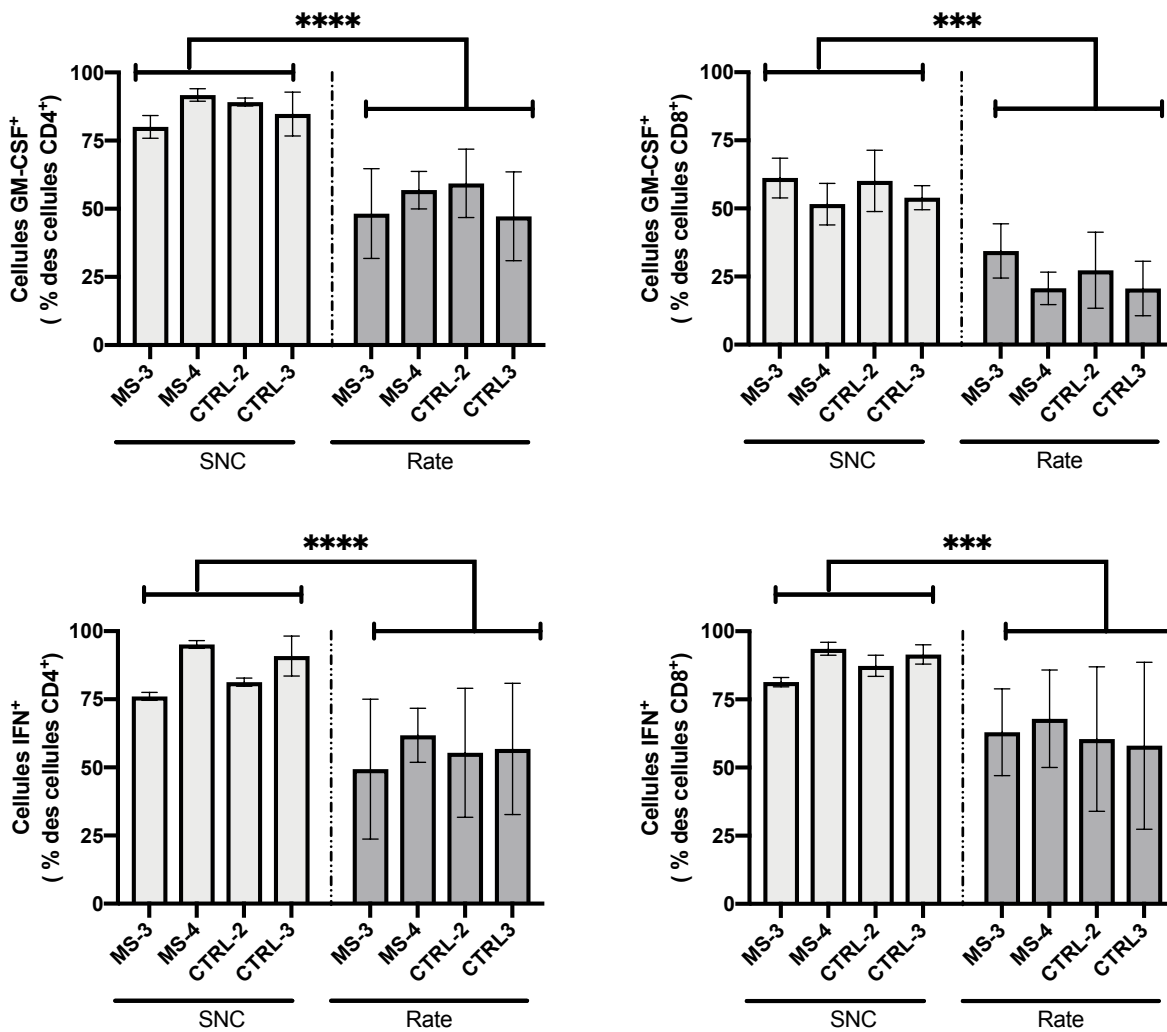 ****
Cellules GM-CSF⁺
( % des cellules CD4⁺)
100
75
50
25
0
MS-3
MS-4
CTRL-2
CTRL-3
MS-3
MS-4
CTRL-2
CTRL3
SNC
Rate
***
Cellules GM-CSF⁺
( % des cellules CD8⁺)
100
75
50
25
0
MS-3
MS-4
CTRL-2
CTRL-3
MS-3
MS-4
CTRL-2
CTRL3
SNC
Rate
****
Cellules IFN⁺
( % des cellules CD4⁺)
100
75
50
25
0
MS-3
MS-4
CTRL-2
CTRL-3
MS-3
MS-4
CTRL-2
CTRL3
SNC
Rate
***
Cellules IFN⁺
( % des cellules CD8⁺)
100
75
50
25
0
MS-3
MS-4
CTRL-2
CTRL-3
MS-3
MS-4
CTRL-2
CTRL3
SNC
Rate